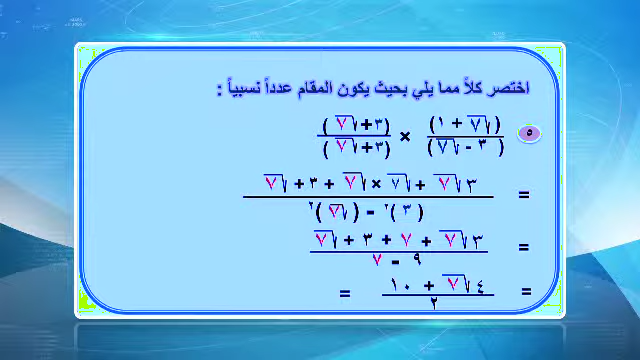 اختصر كلاً مما يلي بحيث يكون المقام عدداً نسبياً :
٥ (√٧ + ١) / (٣ - √٧) × (٣+√٧) / (٣+√٧)
= (٣√٧ + √٧ × √٧ + ٣ + √٧) / ((٣)٢ - (√٧)٢)
= (٣√٧ + ٧ + ٣ + √٧) / (٩ - ٧)
= (٤√٧ + ١٠) / ٢ =